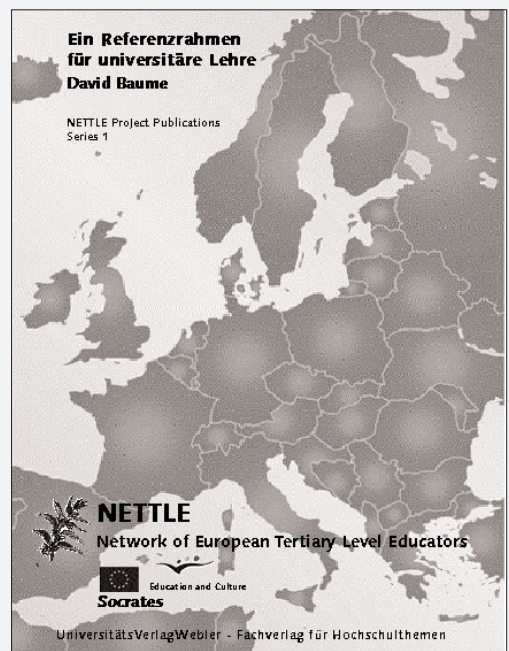 Ein Referenzrahmen
für universitäre Lehre
David Baume
NETTLE Project Publications
Series 1
NETTLE
Network of European Tertiary Level Educators
Education and Culture
Socrates
UniversitätsVerlagWebler - Fachverlag für Hochschulthemen